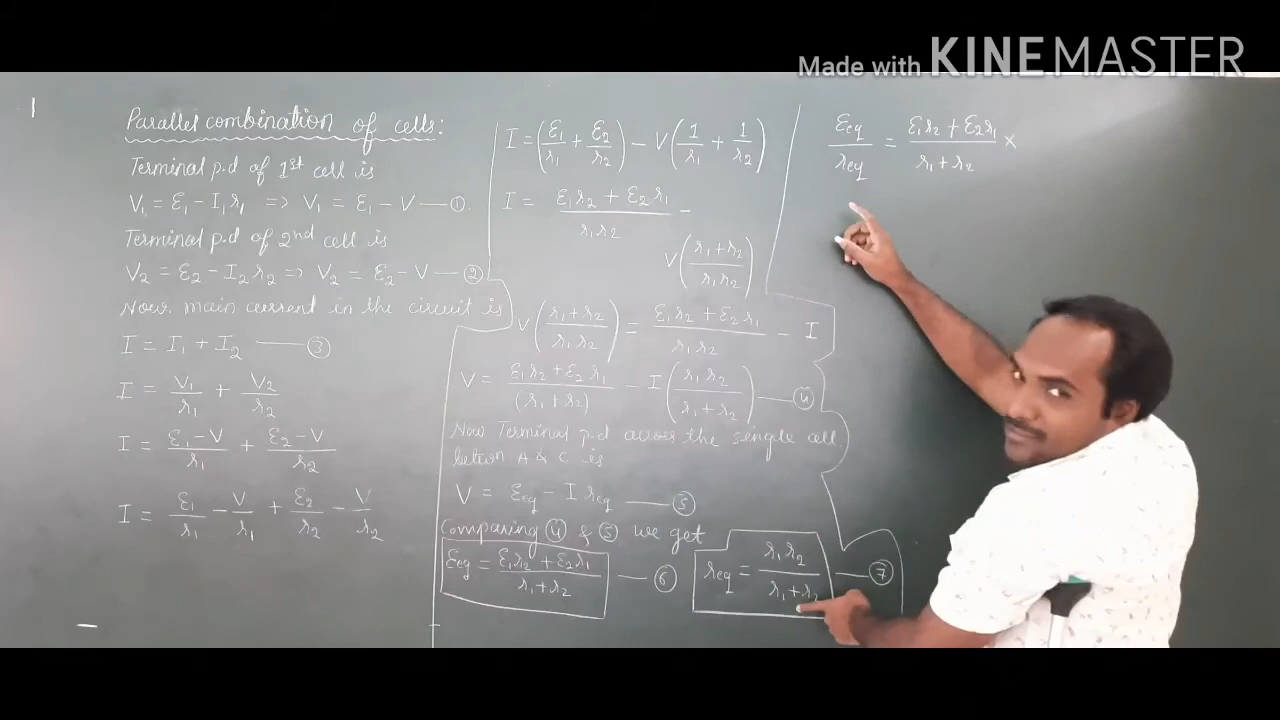 Made with KINEMASTER
Parallel combination of cells:
Terminal p.d of 1st cell is
V₁ = ε₁ − I₁r₁ => V₁ = ε₁ − V —①
Terminal p.d of 2nd cell is
V₂ = ε₂ − I₂r₂ => V₂ = ε₂ − V —②
Now main current in the circuit is
I = I₁ + I₂ —③
I = V₁/r₁ + V₂/r₂
I = (ε₁−V)/r₁ + (ε₂−V)/r₂
I = ε₁/r₁ − V/r₁ + ε₂/r₂ − V/r₂
I = (ε₁/r₁ + ε₂/r₂) − V(1/r₁ + 1/r₂)
I = (ε₁r₂ + ε₂r₁)/r₁r₂ −
V((r₁+r₂)/r₁r₂)
V((r₁+r₂)/r₁r₂) = (ε₁r₂ + ε₂r₁)/r₁r₂ − I
V = (ε₁r₂ + ε₂r₁)/(r₁+r₂) − I(r₁r₂/(r₁+r₂)) —④
Now Terminal p.d across the single cell
betwn A & C is
V = εeq − I req —⑤
Comparing ④ & ⑤ we get
εeq = (ε₁r₂ + ε₂r₁)/(r₁+r₂) —⑥
req = r₁r₂/(r₁+r₂) —⑦
εeq/req = (ε₁r₂ + ε₂r₁)/(r₁+r₂) ×